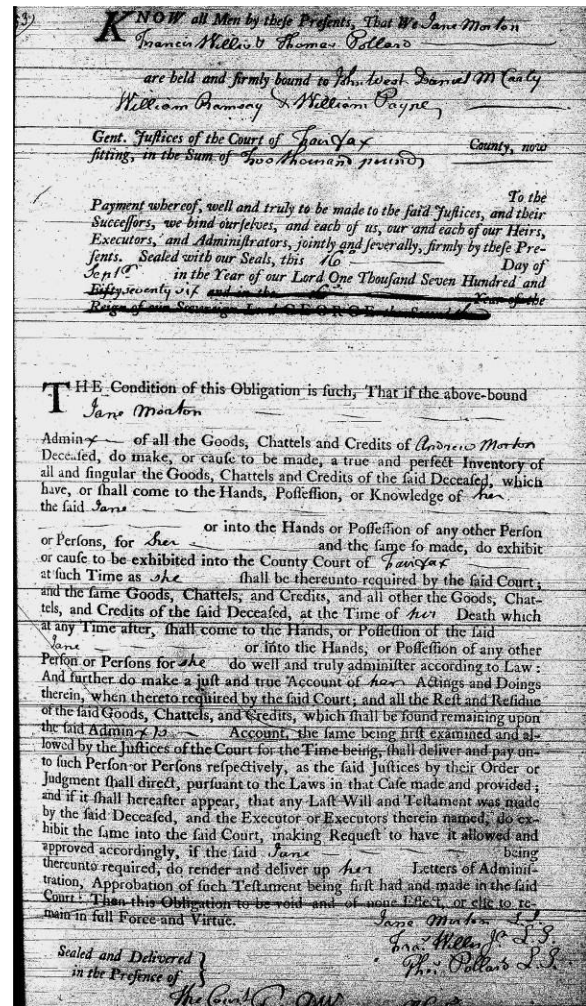 KNOW all Men by these Presents, That We Jane Morton
Francis Willis & Thomas Pollard
are held and firmly bound to John West Daniel McCarty
William Ramsay & William Payne
Gent. Justices of the Court of Fairfax County, now
sitting, in the Sum of Two thousand pounds
To the
Payment whereof, well and truly to be made to the said Justices, and their
Successors, we bind ourselves, and each of us, our and each of our Heirs,
Executors, and Administrators, jointly and severally, firmly by these Pre-
sents. Sealed with our Seals, this 16th Day of
Septr in the Year of our Lord One Thousand Seven Hundred and
Fifty seventy six and in the Year of the
Reign of our Sovereign Lord GEORGE the Second
THE Condition of this Obligation is such, That if the above-bound
Jane Morton
Adminx of all the Goods, Chattels and Credits of Andrew Morton
Deceased, do make, or cause to be made, a true and perfect Inventory of
all and singular the Goods, Chattels and Credits of the said Deceased, which
have, or shall come to the Hands, Possession, or Knowledge of her
the said Jane
or into the Hands or Possession of any other Person
or Persons, for her and the same so made, do exhibit
or cause to be exhibited into the County Court of Fairfax
at such Time as she shall be thereunto required by the said Court;
and the same Goods, Chattels, and Credits, and all other the Goods, Chat-
tels, and Credits of the said Deceased, at the Time of her Death which
at any Time after, shall come to the Hands, or Possession of the said
Jane or into the Hands, or Possession of any other
Person or Persons for she do well and truly administer according to Law:
And further do make a just and true Account of her Actings and Doings
therein, when thereto required by the said Court; and all the Rest and Residue
of the said Goods, Chattels, and Credits, which shall be found remaining upon
the said Adminx Account, the same being first examined and al-
lowed by the Justices of the Court for the Time being, shall deliver and pay un-
to such Person or Persons respectively, as the said Justices by their Order or
Judgment shall direct, pursuant to the Laws in that Case made and provided;
and if it shall hereafter appear, that any Last Will and Testament was made
by the said Deceased, and the Executor or Executors therein named, do ex-
hibit the same into the said Court, making Request to have it allowed and
approved accordingly, if the said Jane being
thereunto required, do render and deliver up her Letters of Adminis-
tration, Approbation of such Testament being first had and made in the said
Court: Then this Obligation to be void and of none Effect, or else to re-
main in full Force and Virtue.
Jane Morton L.S.
Fras Willis Jr L.S.
Thos Pollard L.S.
Sealed and Delivered
in the Presence of
The Court